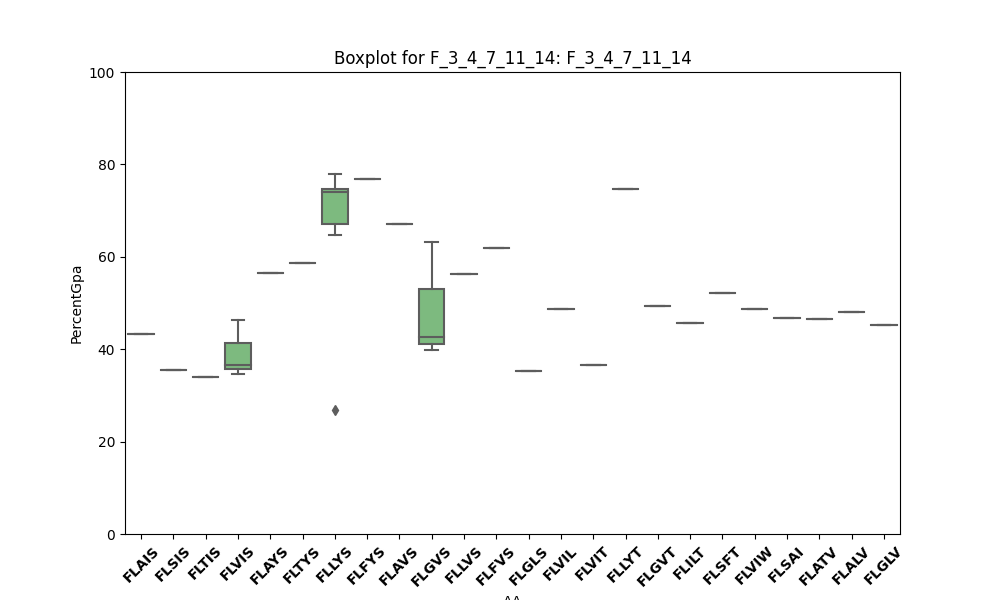 Boxplot for F_3_4_7_11_14: F_3_4_7_11_14
PercentGpa
100
80
60
40
20
0
FLAIS
FLSIS
FLTIS
FLVIS
FLAYS
FLTYS
FLLYS
FLFYS
FLAVS
FLGVS
FLLVS
FLFVS
FLGLS
FLVIL
FLVIT
FLLYT
FLGVT
FLILT
FLSFT
FLVIW
FLSAI
FLATV
FLALV
FLGLV
AA